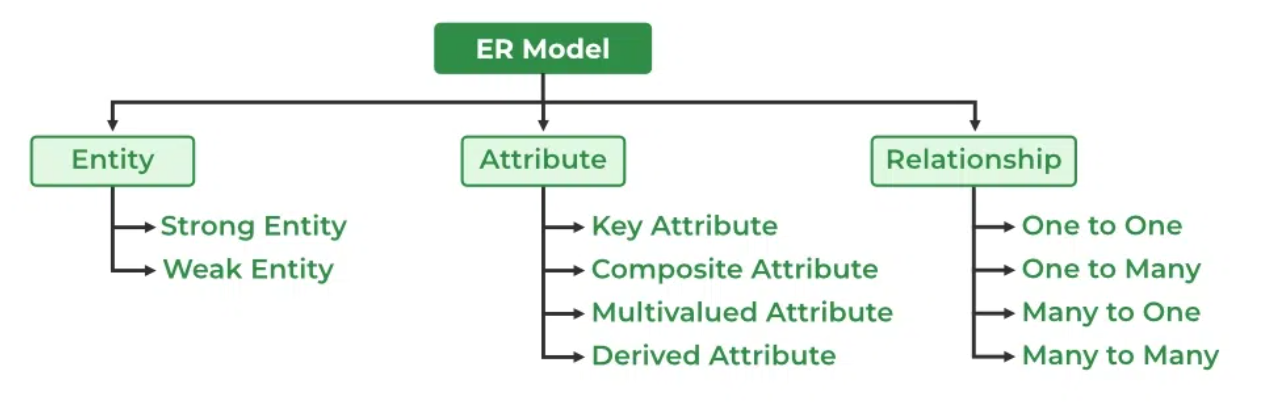 ER Model
Entity
Strong Entity
Weak Entity
Attribute
Key Attribute
Composite Attribute
Multivalued Attribute
Derived Attribute
Relationship
One to One
One to Many
Many to One
Many to Many